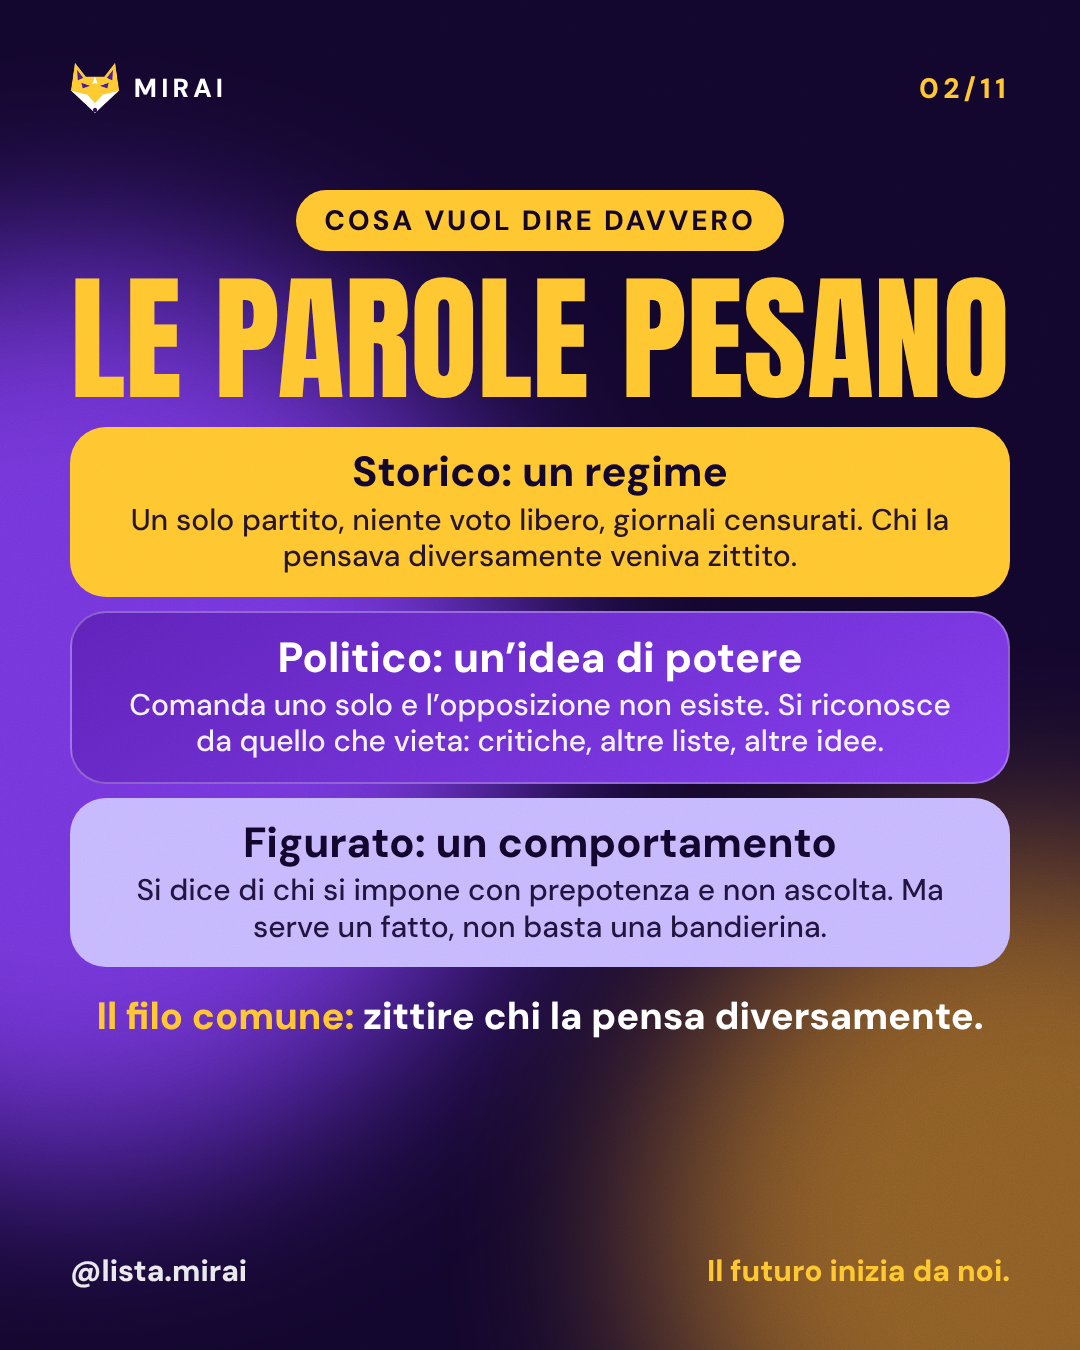 MIRAI
02/11
COSA VUOL DIRE DAVVERO
LE PAROLE PESANO
Storico: un regime
Un solo partito, niente voto libero, giornali censurati. Chi la
pensava diversamente veniva zittito.
Politico: un’idea di potere
Comanda uno solo e l’opposizione non esiste. Si riconosce
da quello che vieta: critiche, altre liste, altre idee.
Figurato: un comportamento
Si dice di chi si impone con prepotenza e non ascolta. Ma
serve un fatto, non basta una bandierina.
Il filo comune: zittire chi la pensa diversamente.
@lista.mirai
Il futuro inizia da noi.